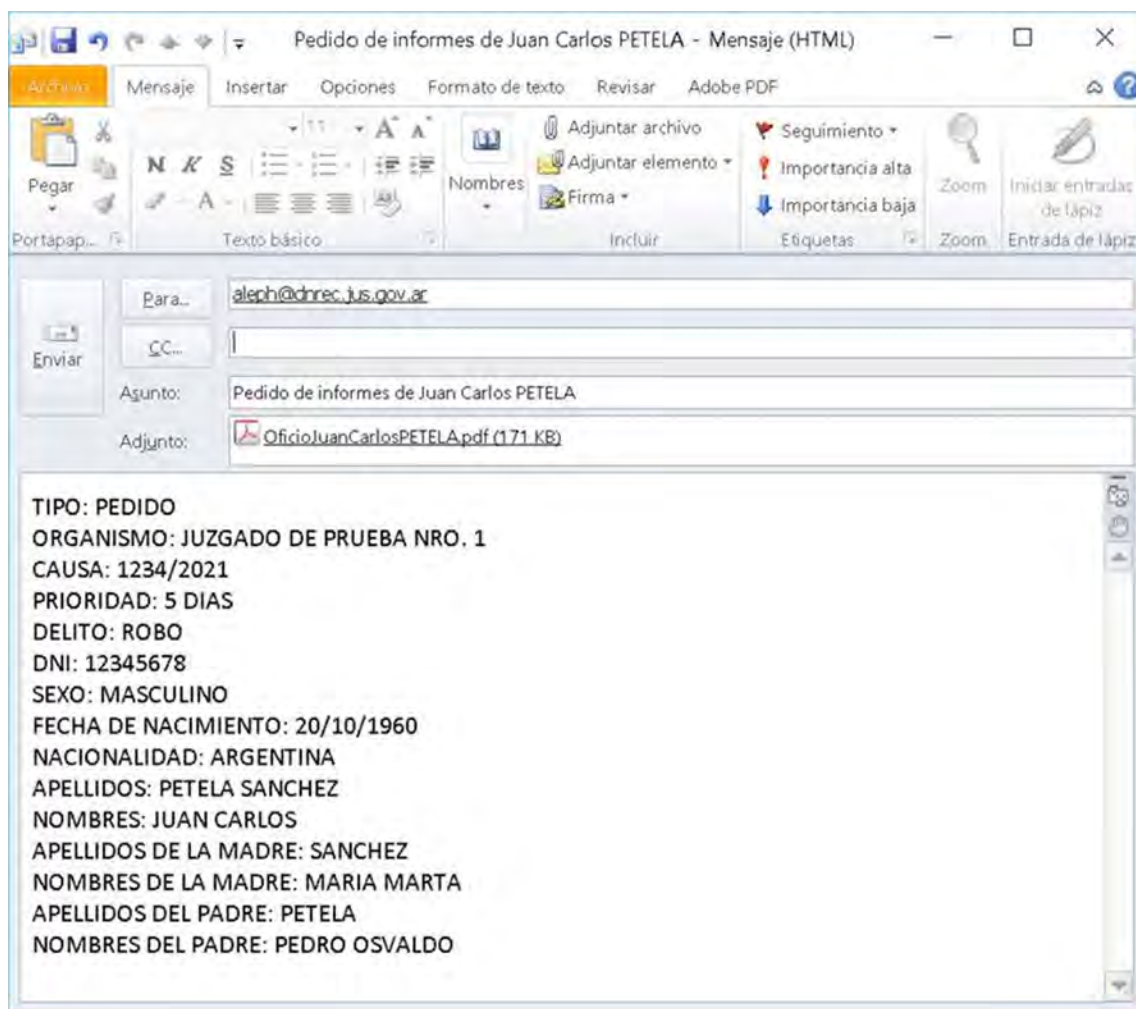 Pedido de informes de Juan Carlos PETELA - Mensaje (HTML)
Archivo Mensaje Insertar Opciones Formato de texto Revisar Adobe PDF
Pegar
N K S
11
A A
A
Nombres
Adjuntar archivo
Adjuntar elemento
Firma
Seguimiento
Importancia alta
Importancia baja
Zoom
Iniciar entradas
de lápiz
Portapap... Texto básico Incluir Etiquetas Zoom Entrada de lápiz
Enviar
Para... aleph@dnrec.jus.gov.ar
CC...
Asunto: Pedido de informes de Juan Carlos PETELA
Adjunto: OficioJuanCarlosPETELA.pdf (171 KB)
TIPO: PEDIDO
ORGANISMO: JUZGADO DE PRUEBA NRO. 1
CAUSA: 1234/2021
PRIORIDAD: 5 DIAS
DELITO: ROBO
DNI: 12345678
SEXO: MASCULINO
FECHA DE NACIMIENTO: 20/10/1960
NACIONALIDAD: ARGENTINA
APELLIDOS: PETELA SANCHEZ
NOMBRES: JUAN CARLOS
APELLIDOS DE LA MADRE: SANCHEZ
NOMBRES DE LA MADRE: MARIA MARTA
APELLIDOS DEL PADRE: PETELA
NOMBRES DEL PADRE: PEDRO OSVALDO